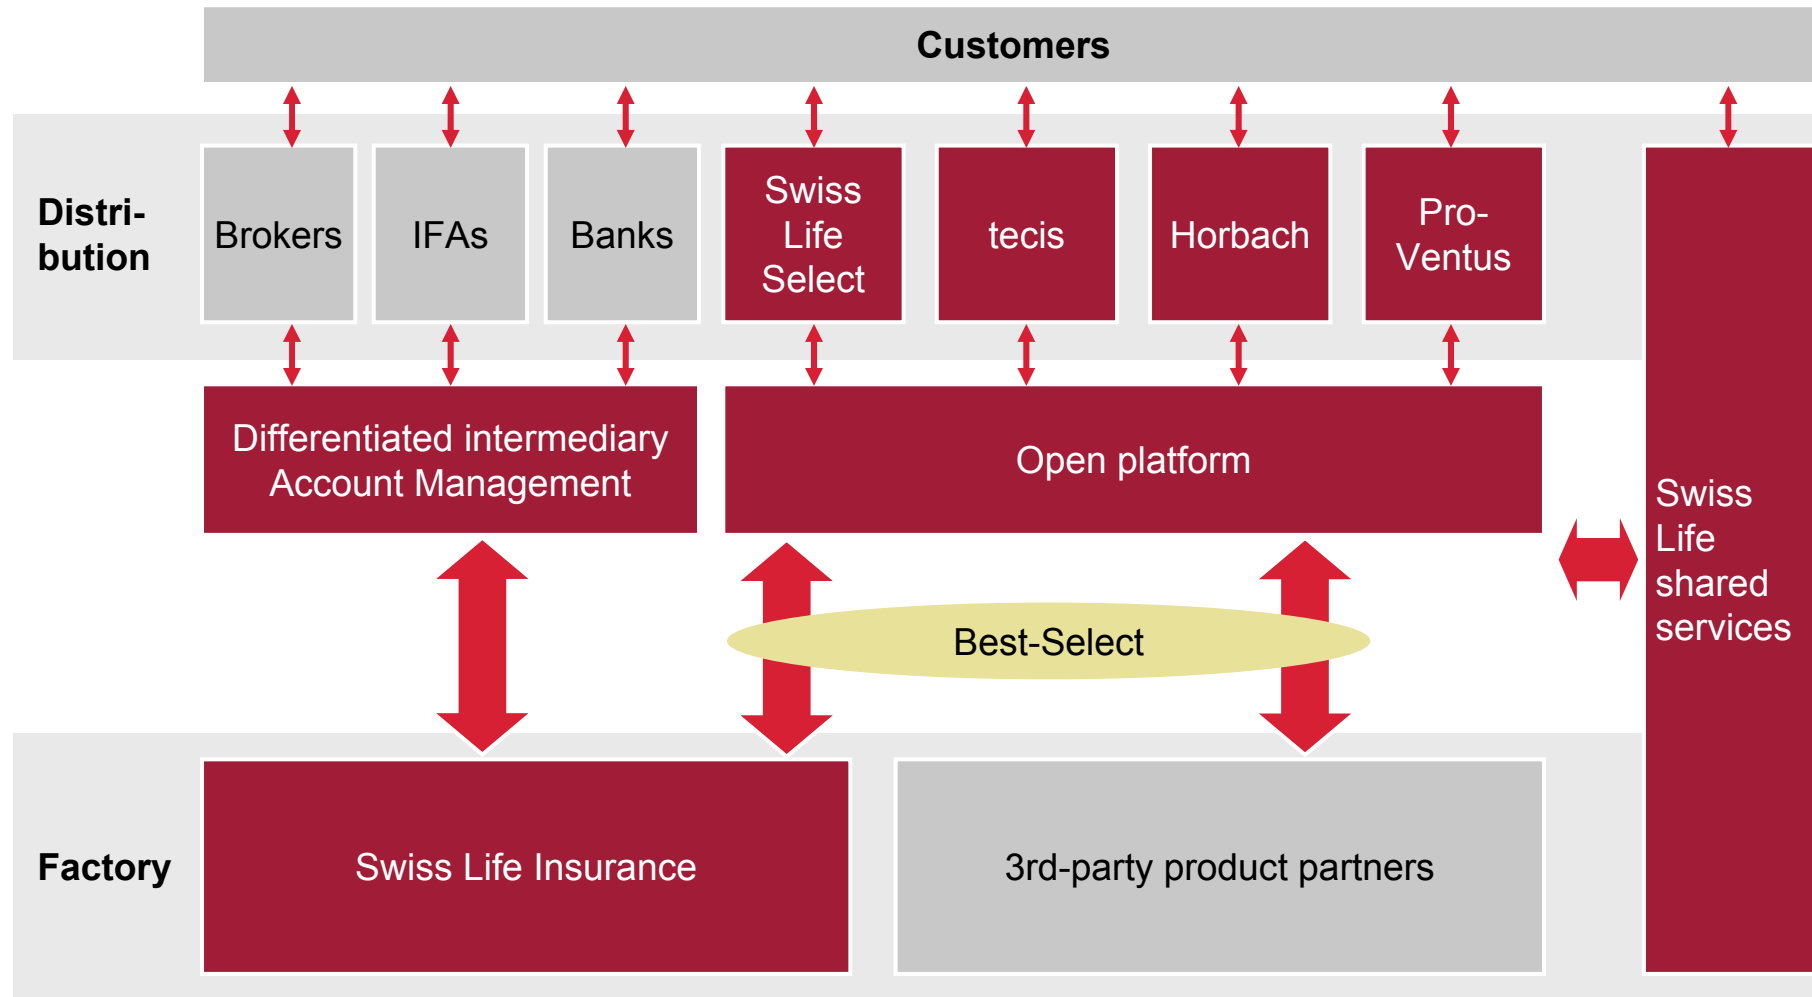 Customers
Distri-
bution
Brokers
IFAs
Banks
Swiss
Life
Select
tecis
Horbach
Pro-
Ventus
Differentiated intermediary
Account Management
Open platform
Swiss
Life
shared
services
Best-Select
Factory
Swiss Life Insurance
3rd-party product partners